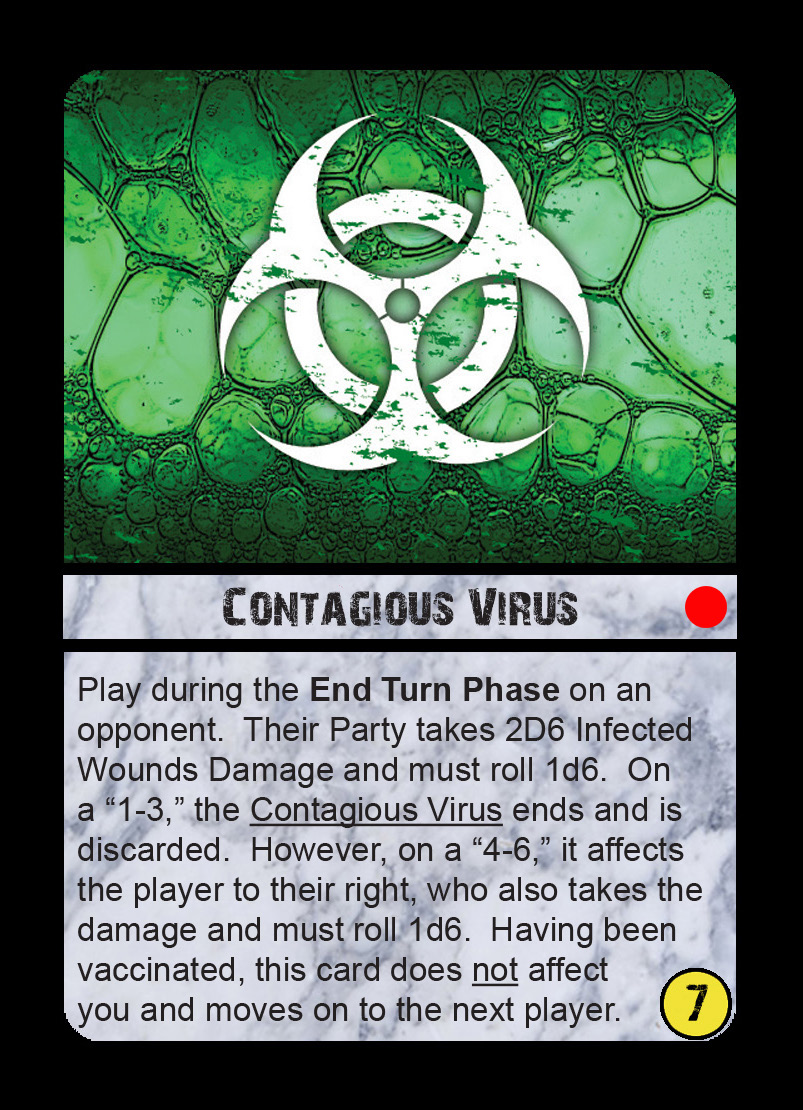 Contagious Virus
Play during the End Turn Phase on an
opponent.  Their Party takes 2D6 Infected
Wounds Damage and must roll 1d6.  On
a “1-3,” the Contagious Virus ends and is
discarded.  However, on a “4-6,” it affects
the player to their right, who also takes the
damage and must roll 1d6.  Having been
vaccinated, this card does not affect
you and moves on to the next player.
7